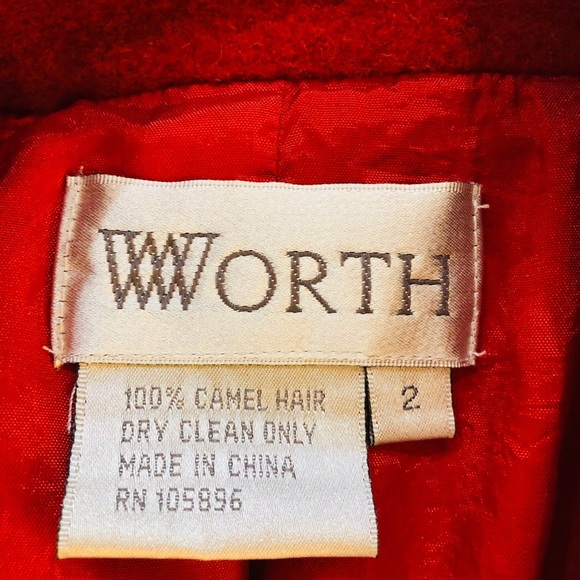 WORTH
100% CAMEL HAIR
2
DRY CLEAN ONLY
MADE IN CHINA
RN 105896